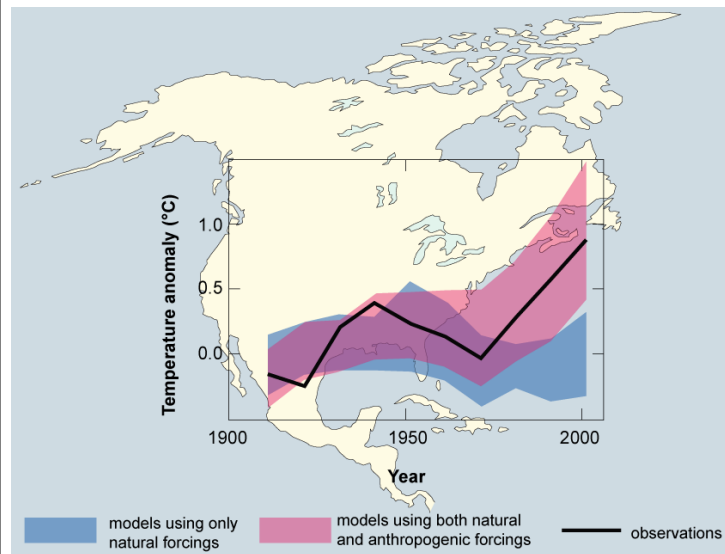 Temperature anomaly (°C)
1.0
0.5
0.0
1900 1950 2000
Year
models using only
natural forcings
models using both natural
and anthropogenic forcings
observations